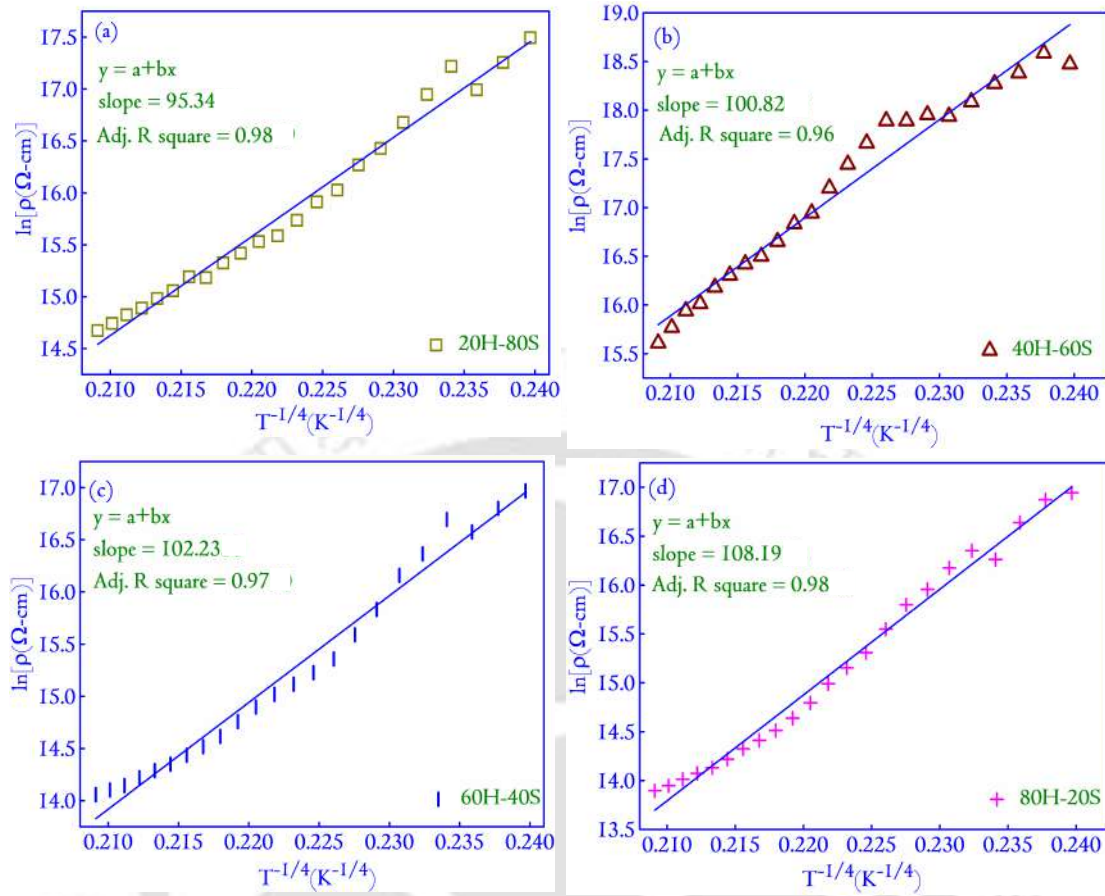 (a)
y = a+bx
slope = 95.34
Adj. R square = 0.98
20H-80S
ln[ρ(Ω-cm)]
17.5
17.0
16.5
16.0
15.5
15.0
14.5
0.210 0.215 0.220 0.225 0.230 0.235 0.240
T⁻¹/⁴(K⁻¹/⁴)
(b)
y = a+bx
slope = 100.82
Adj. R square = 0.96
40H-60S
ln[ρ(Ω-cm)]
19.0
18.5
18.0
17.5
17.0
16.5
16.0
15.5
0.210 0.215 0.220 0.225 0.230 0.235 0.240
T⁻¹/⁴(K⁻¹/⁴)
(c)
y = a+bx
slope = 102.23
Adj. R square = 0.97
60H-40S
ln[ρ(Ω-cm)]
17.0
16.5
16.0
15.5
15.0
14.5
14.0
0.210 0.215 0.220 0.225 0.230 0.235 0.240
T⁻¹/⁴(K⁻¹/⁴)
(d)
y = a+bx
slope = 108.19
Adj. R square = 0.98
80H-20S
ln[ρ(Ω-cm)]
17.0
16.5
16.0
15.5
15.0
14.5
14.0
13.5
0.210 0.215 0.220 0.225 0.230 0.235 0.240
T⁻¹/⁴(K⁻¹/⁴)